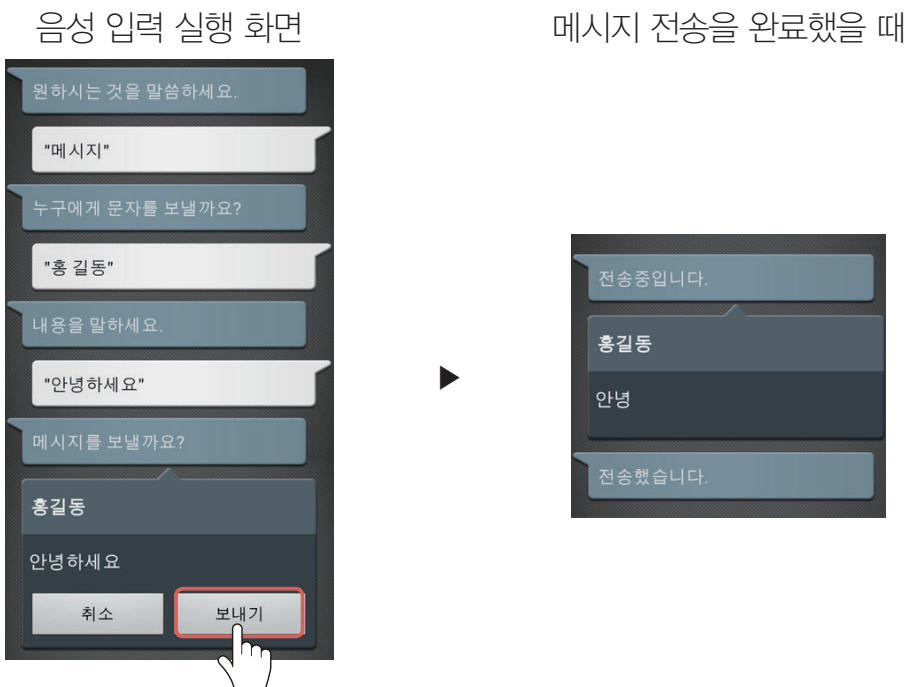 음성 입력 실행 화면
원하시는 것을 말씀하세요.
"메시지"
누구에게 문자를 보낼까요?
"홍 길동"
내용을 말하세요.
"안녕하세요"
메시지를 보낼까요?
홍길동
안녕하세요
취소
보내기
메시지 전송을 완료했을 때
전송중입니다.
홍길동
안녕
전송했습니다.